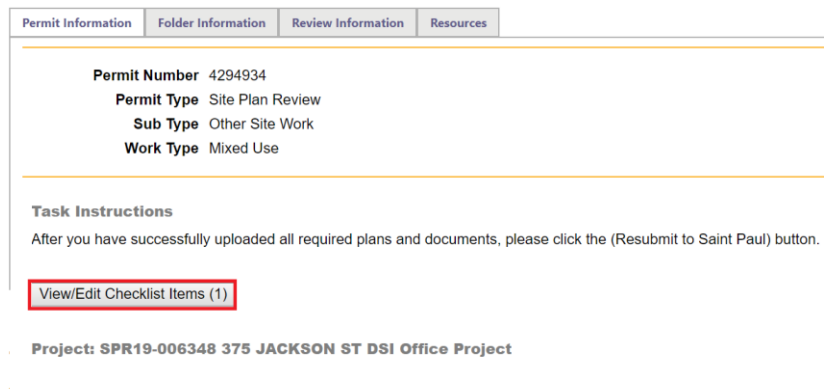 Permit Information Folder Information Review Information Resources
Permit Number 4294934
Permit Type Site Plan Review
Sub Type Other Site Work
Work Type Mixed Use
Task Instructions
After you have successfully uploaded all required plans and documents, please click the (Resubmit to Saint Paul) button.
View/Edit Checklist Items (1)
Project: SPR19-006348 375 JACKSON ST DSI Office Project